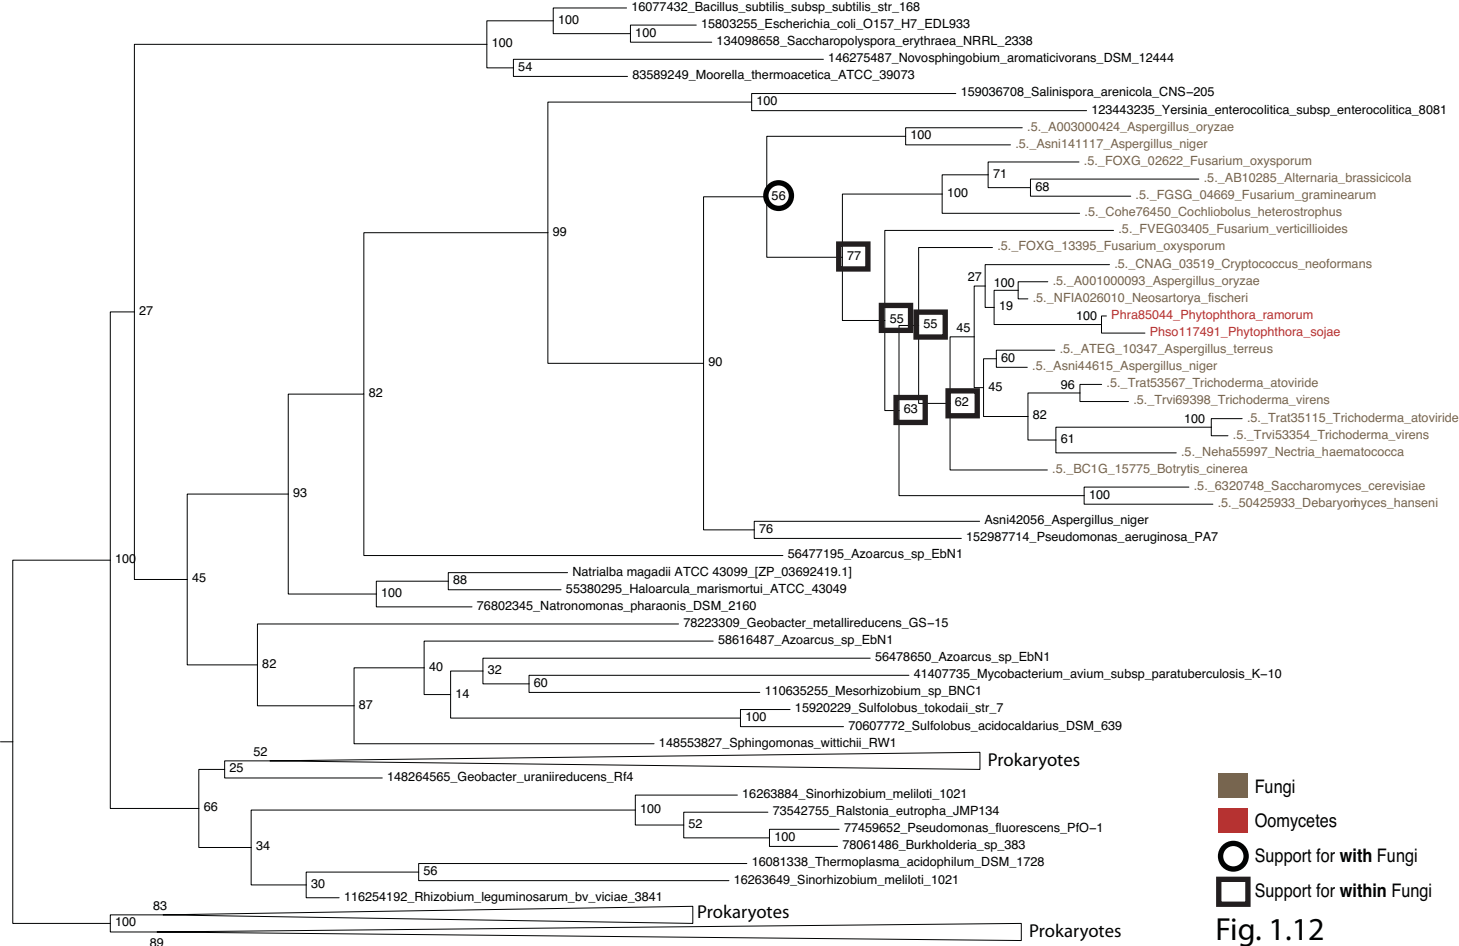 16077432_Bacillus_subtilis_subsp_subtilis_str_168
100
15803255_Escherichia_coli_O157_H7_EDL933
100
134098658_Saccharopolyspora_erythraea_NRRL_2338
100
146275487_Novosphingobium_aromaticivorans_DSM_12444
54
83589249_Moorella_thermoacetica_ATCC_39073
159036708_Salinispora_arenicola_CNS-205
100
123443235_Yersinia_enterocolitica_subsp_enterocolitica_8081
.5._A003000424_Aspergillus_oryzae
100
.5._Asni141117_Aspergillus_niger
.5._FOXG_02622_Fusarium_oxysporum
71
.5._AB10285_Alternaria_brassicicola
68
.5._FGSG_04669_Fusarium_graminearum
100
56
.5._Cohe76450_Cochliobolus_heterostrophus
.5._FVEG03405_Fusarium_verticillioides
99
.5._FOXG_13395_Fusarium_oxysporum
77
.5._CNAG_03519_Cryptococcus_neoformans
27
.5._A001000093_Aspergillus_oryzae
100
.5._NFIA026010_Neosartorya_fischeri
19
27
Phra85044_Phytophthora_ramorum
100
55
55
45
Phso117491_Phytophthora_sojae
.5._ATEG_10347_Aspergillus_terreus
60
90
.5._Asni44615_Aspergillus_niger
.5._Trat53567_Trichoderma_atoviride
96
45
82
.5._Trvi69398_Trichoderma_virens
62
63
82
.5._Trat35115_Trichoderma_atoviride
100
.5._Trvi53354_Trichoderma_virens
61
.5._Neha55997_Nectria_haematococca
.5._BC1G_15775_Botrytis_cinerea
.5._6320748_Saccharomyces_cerevisiae
93
100
.5._50425933_Debaryomyces_hanseni
Asni42056_Aspergillus_niger
76
152987714_Pseudomonas_aeruginosa_PA7
56477195_Azoarcus_sp_EbN1
100
Natrialba magadii ATCC 43099_[ZP_03692419.1]
45
88
55380295_Haloarcula_marismortui_ATCC_43049
100
76802345_Natronomonas_pharaonis_DSM_2160
78223309_Geobacter_metallireducens_GS-15
58616487_Azoarcus_sp_EbN1
56478650_Azoarcus_sp_EbN1
82
40
32
41407735_Mycobacterium_avium_subsp_paratuberculosis_K-10
60
110635255_Mesorhizobium_sp_BNC1
14
87
15920229_Sulfolobus_tokodaii_str_7
100
70607772_Sulfolobus_acidocaldarius_DSM_639
148553827_Sphingomonas_wittichii_RW1
52
Prokaryotes
25
148264565_Geobacter_uraniireducens_Rf4
66
16263884_Sinorhizobium_meliloti_1021
100
73542755_Ralstonia_eutropha_JMP134
52
77459652_Pseudomonas_fluorescens_PfO-1
100
78061486_Burkholderia_sp_383
34
16081338_Thermoplasma_acidophilum_DSM_1728
56
16263649_Sinorhizobium_meliloti_1021
30
116254192_Rhizobium_leguminosarum_bv_viciae_3841
83
Prokaryotes
100
Prokaryotes
89
Fungi
Oomycetes
Support for with Fungi
Support for within Fungi
Fig. 1.12